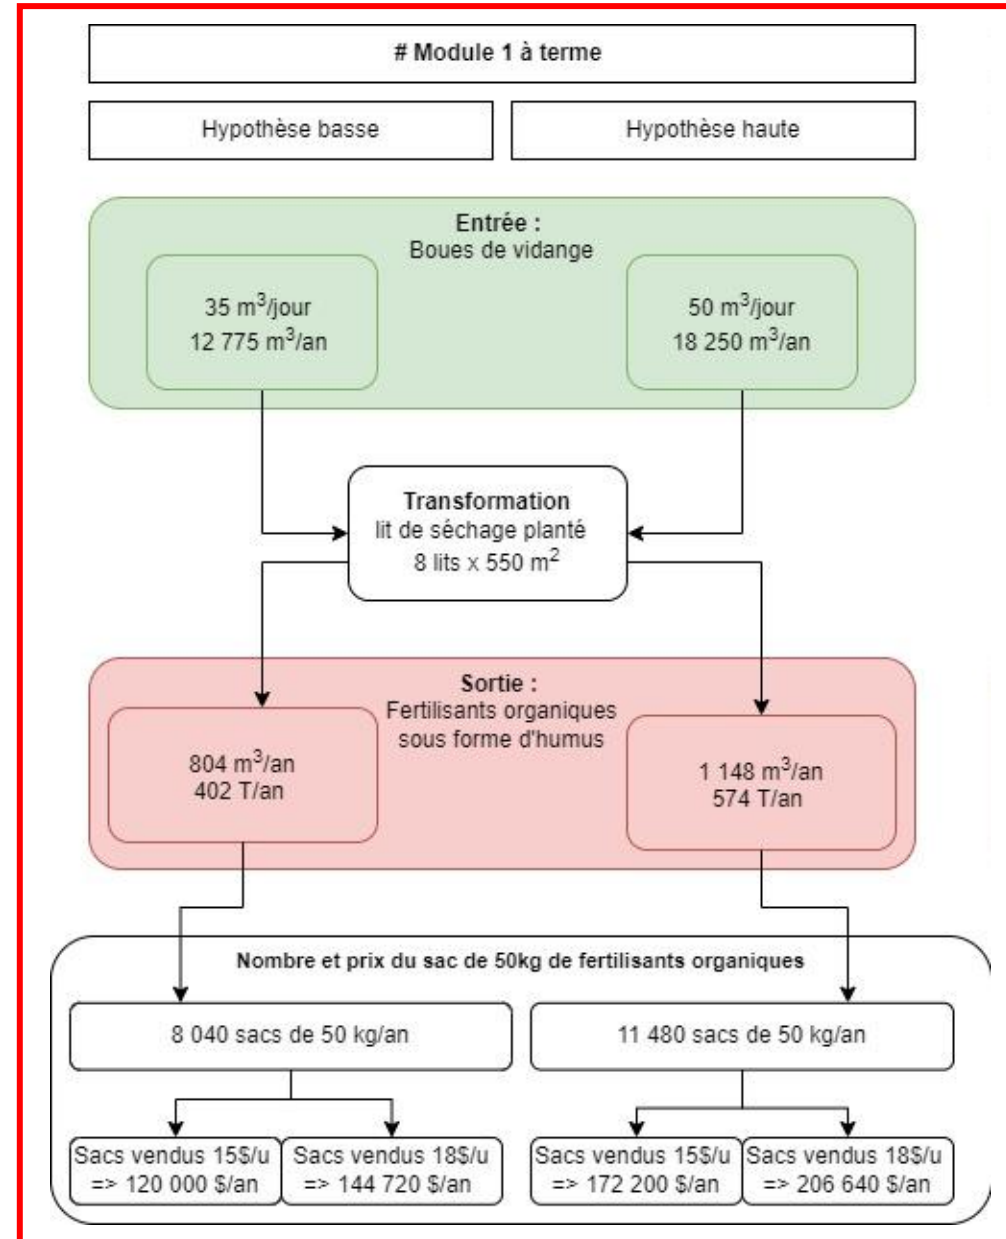 # Module 1 à terme
Hypothèse basse
Hypothèse haute
Entrée :
Boues de vidange
35 m³/jour
12 775 m³/an
50 m³/jour
18 250 m³/an
Transformation
lit de séchage planté
8 lits x 550 m²
Sortie :
Fertilisants organiques
sous forme d'humus
804 m³/an
402 T/an
1 148 m³/an
574 T/an
Nombre et prix du sac de 50kg de fertilisants organiques
8 040 sacs de 50 kg/an
11 480 sacs de 50 kg/an
Sacs vendus 15$/u
=> 120 000 $/an
Sacs vendus 18$/u
=> 144 720 $/an
Sacs vendus 15$/u
=> 172 200 $/an
Sacs vendus 18$/u
=> 206 640 $/an